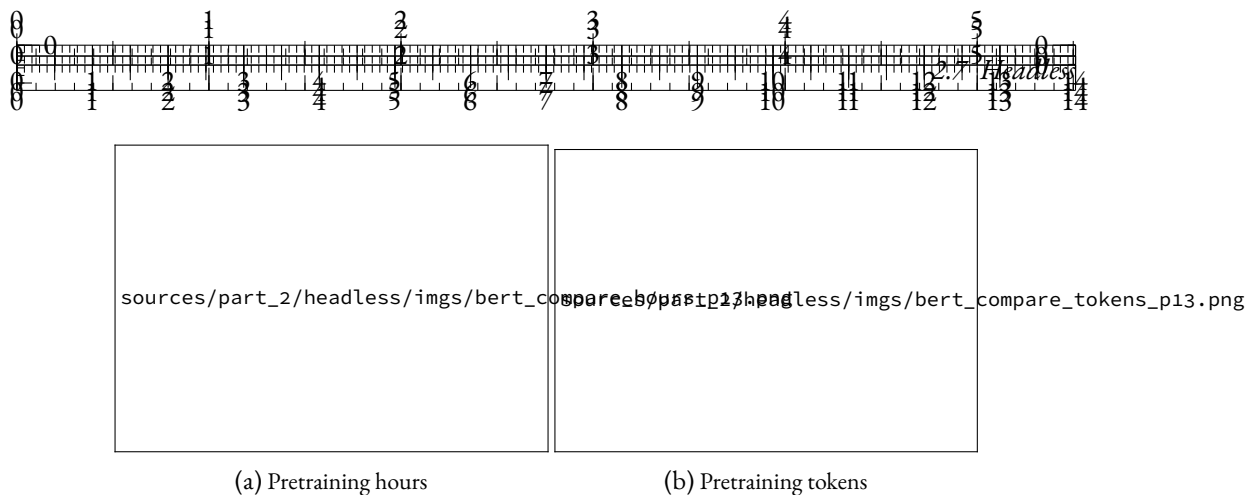 0 1 2 3 4 5
2.7 Headless
0 1 2 3 4 5 6 7 8 9 10 11 12 13 14
sources/part_2/headless/imgs/bert_compare_hours_p13.png
sources/part_2/headless/imgs/bert_compare_tokens_p13.png
(a) Pretraining hours
(b) Pretraining tokens